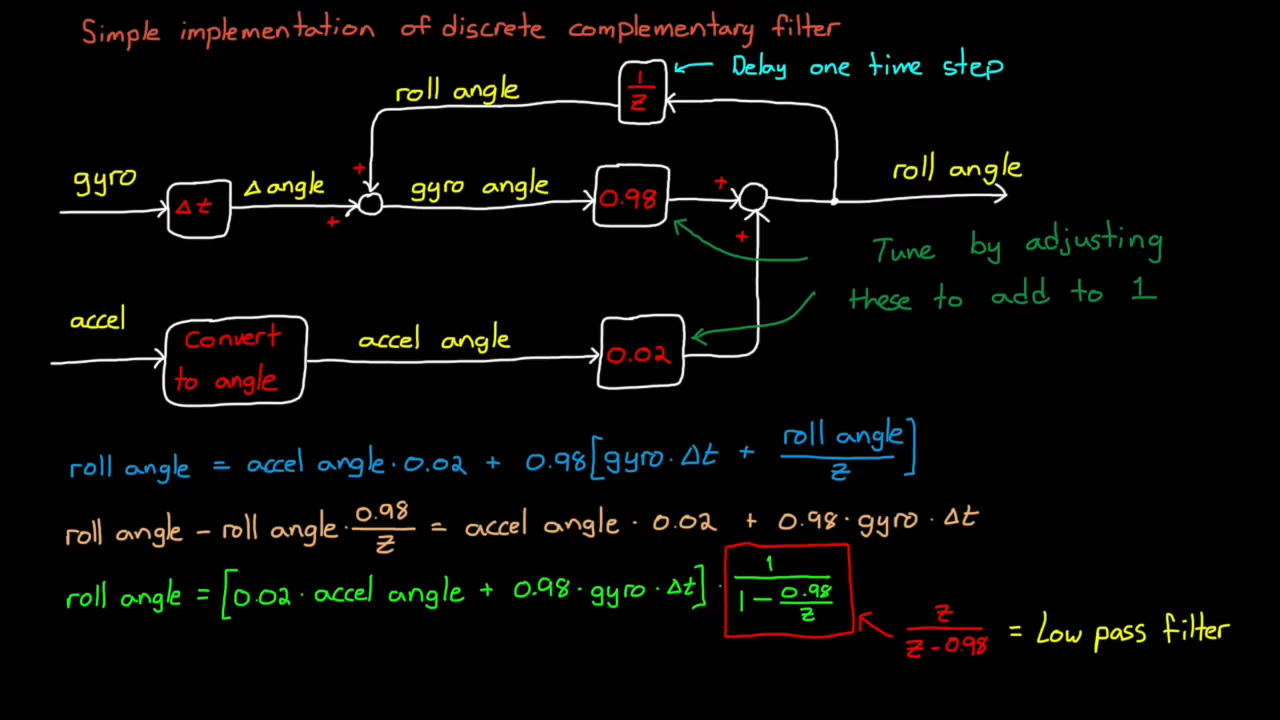 Simple implementation of discrete complementary filter
1/z
Delay one time step
roll angle
gyro
Δt
Δ angle
+
+
gyro angle
0.98
+
+
roll angle
Tune by adjusting
these to add to 1
accel
Convert
to angle
accel angle
0.02
roll angle = accel angle · 0.02 + 0.98 [gyro · Δt + roll angle/z]
roll angle - roll angle · 0.98/z = accel angle · 0.02 + 0.98 · gyro · Δt
roll angle = [0.02 · accel angle + 0.98 · gyro · Δt] · 1/(1 - 0.98/z)
z/(z - 0.98) = Low pass filter